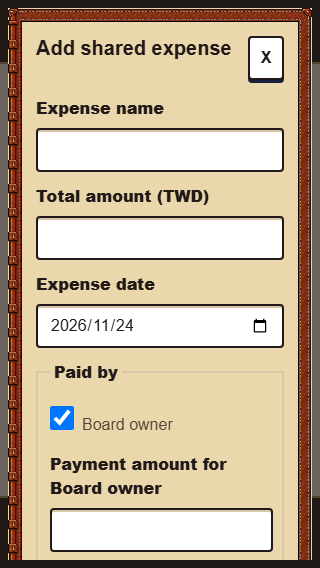 Add shared expense
X
Expense name
Total amount (TWD)
Expense date
2026/11/24
Paid by
Board owner
Payment amount for
Board owner